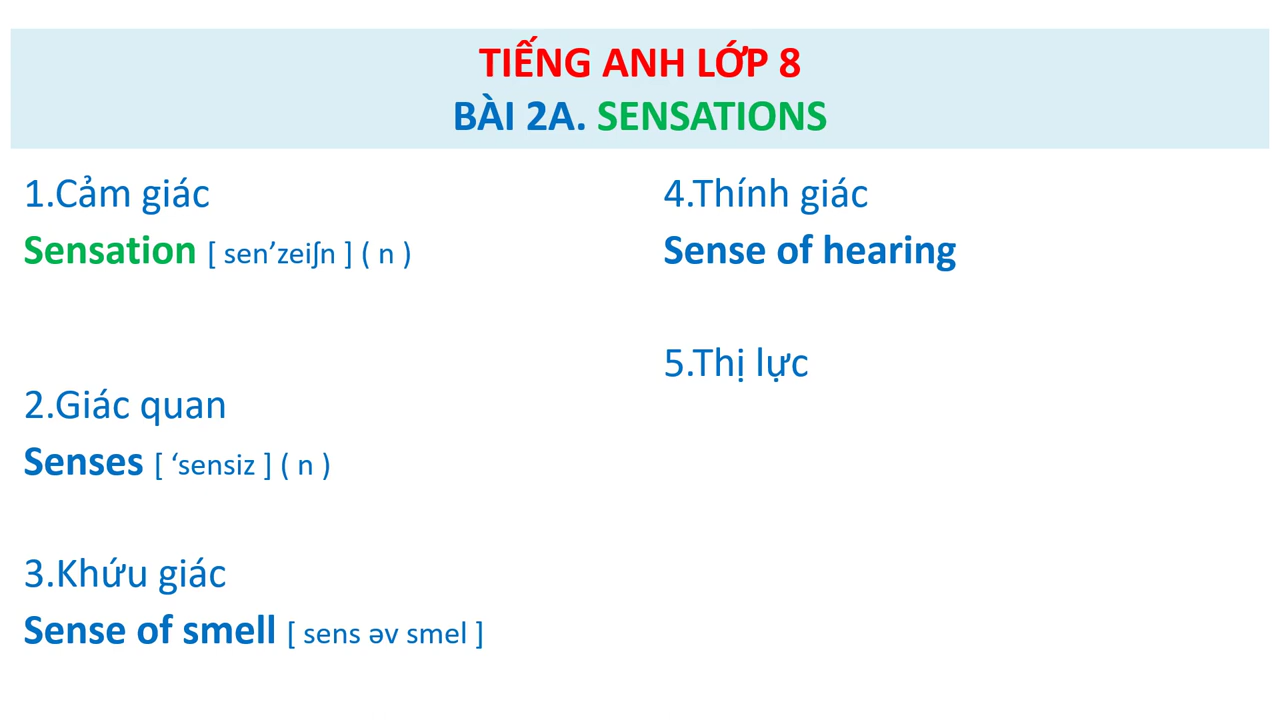 TIẾNG ANH LỚP 8
BÀI 2A. SENSATIONS
1.Cảm giác
Sensation [ sen’zeiʃn ] ( n )
2.Giác quan
Senses [ ‘sensiz ] ( n )
3.Khứu giác
Sense of smell [ sens əv smel ]
4.Thính giác
Sense of hearing
5.Thị lực